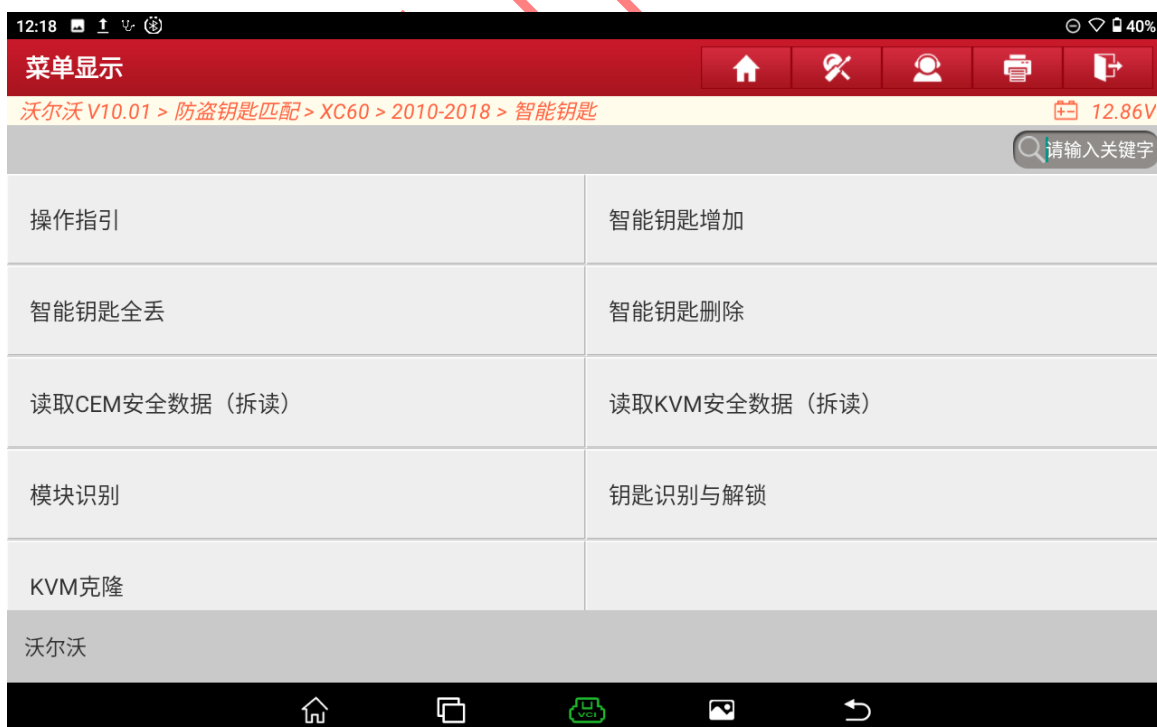 12:18 40%
菜单显示
沃尔沃 V10.01 > 防盗钥匙匹配 > XC60 > 2010-2018 > 智能钥匙 12.86V
请输入关键字
操作指引 智能钥匙增加
智能钥匙全丢 智能钥匙删除
读取CEM安全数据（拆读） 读取KVM安全数据（拆读）
模块识别 钥匙识别与解锁
KVM克隆
沃尔沃
VCI